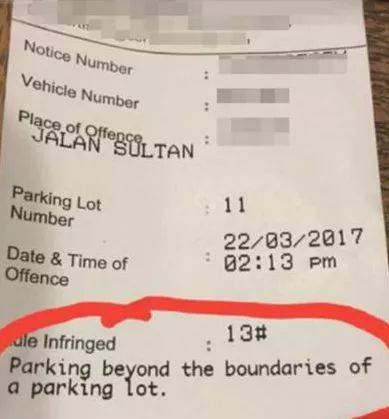 Notice Number :
Vehicle Number :
Place of Offence :
JALAN SULTAN
Parking Lot : 11
Number
22/03/2017
Date & Time of : 02:13 pm
Offence
ule Infringed : 13#
Parking beyond the boundaries of
a parking lot.